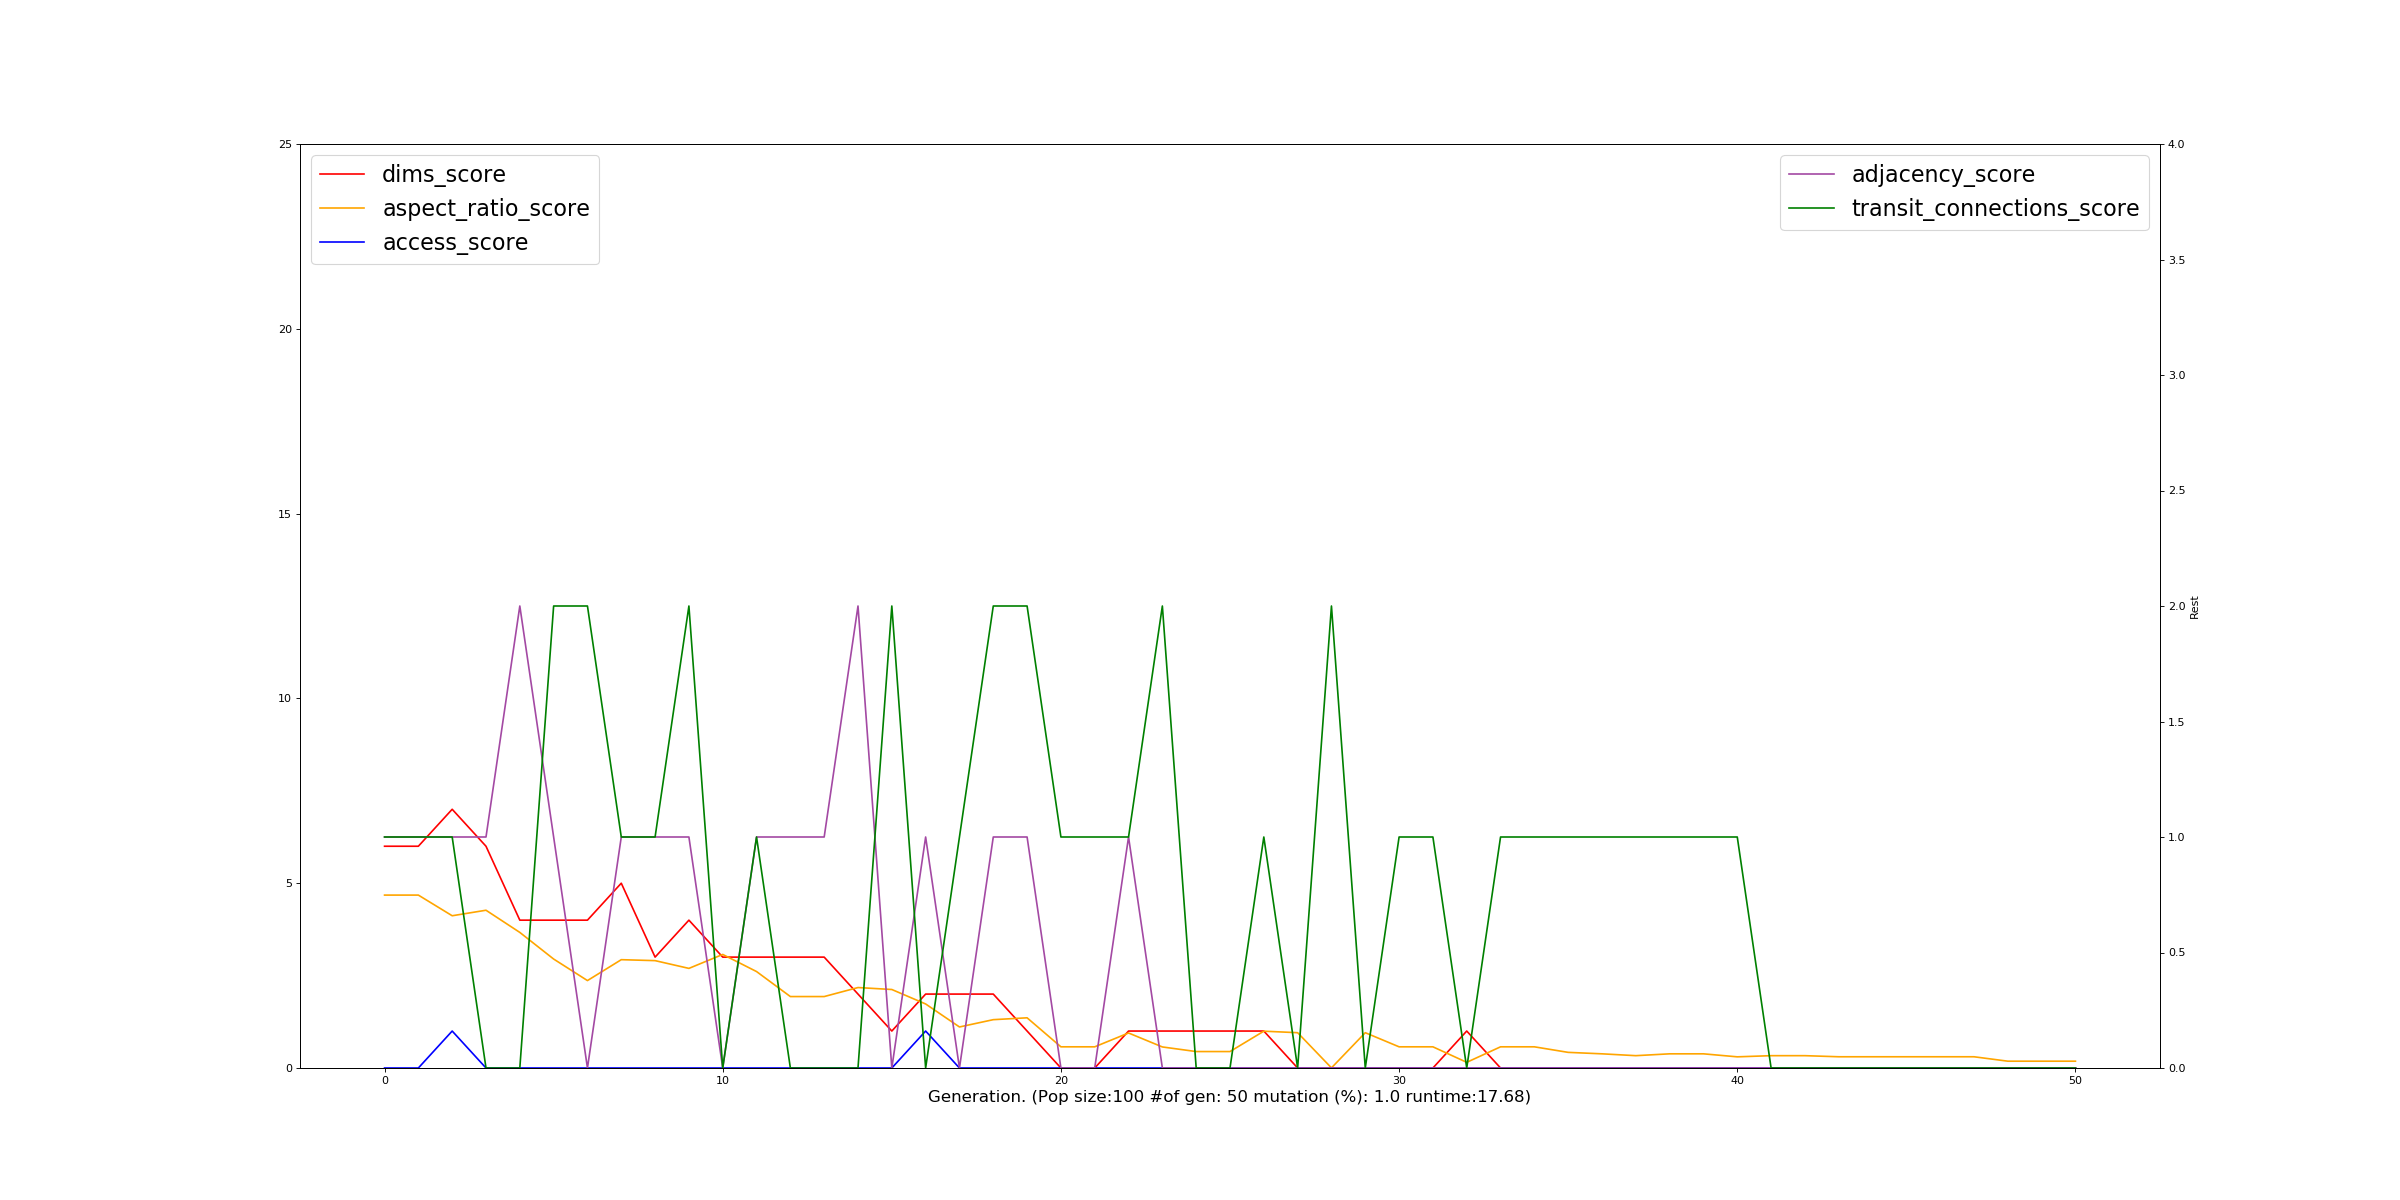 dims_score
aspect_ratio_score
access_score
adjacency_score
transit_connections_score
25
20
15
10
5
0
4.0
3.5
3.0
2.5
2.0
1.5
1.0
0.5
0.0
Rest
0 10 20 30 40 50
Generation. (Pop size:100 #of gen: 50 mutation (%): 1.0 runtime:17.68)